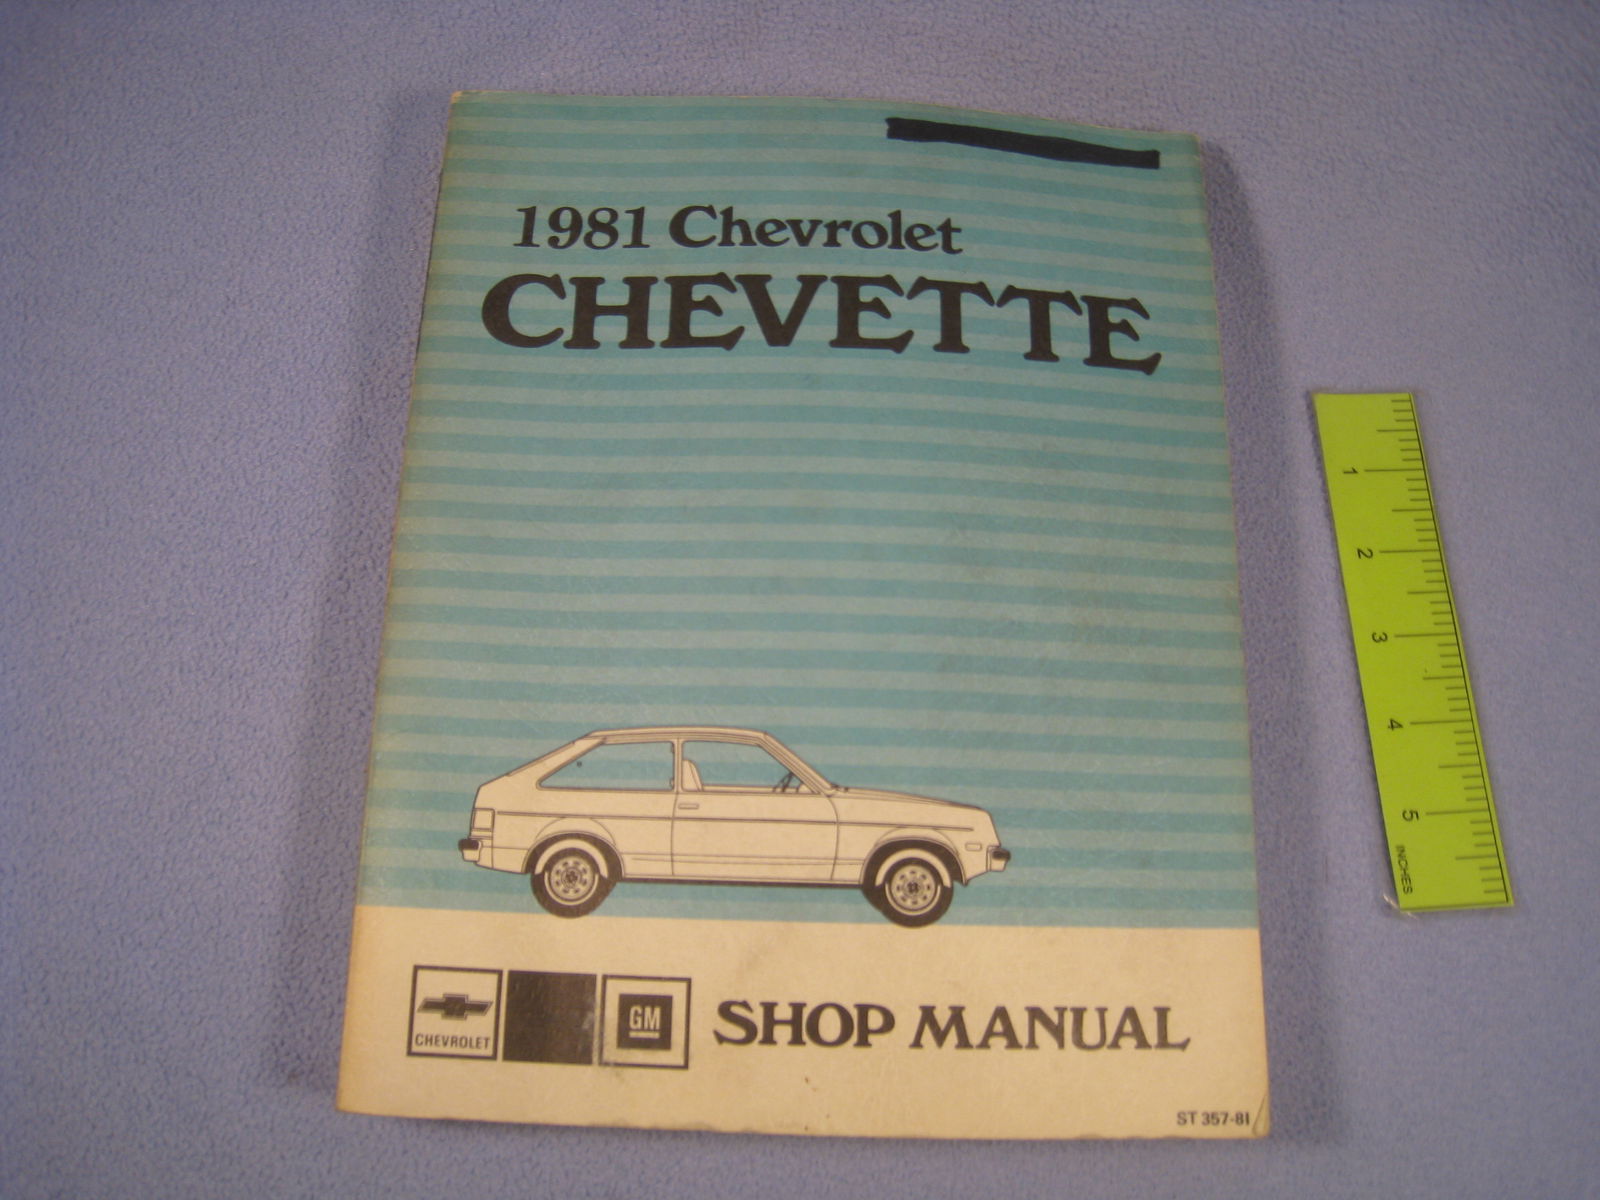 1981 Chevrolet
CHEVETTE
CHEVROLET
GM
SHOP MANUAL
ST 357-81
1
2
3
4
5
INCHES